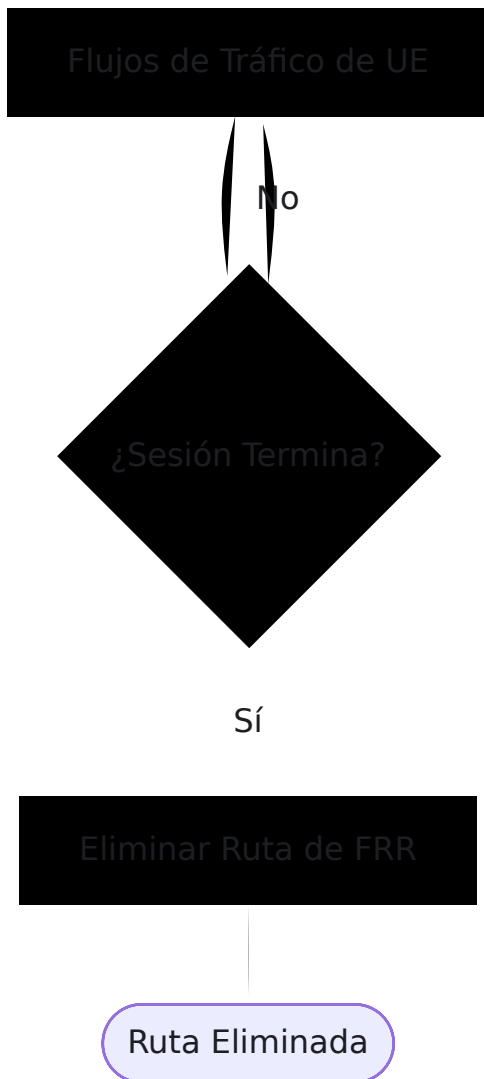 Flujos de Tráfico de UE
No
¿Sesión Termina?
Sí
Eliminar Ruta de FRR
Ruta Eliminada